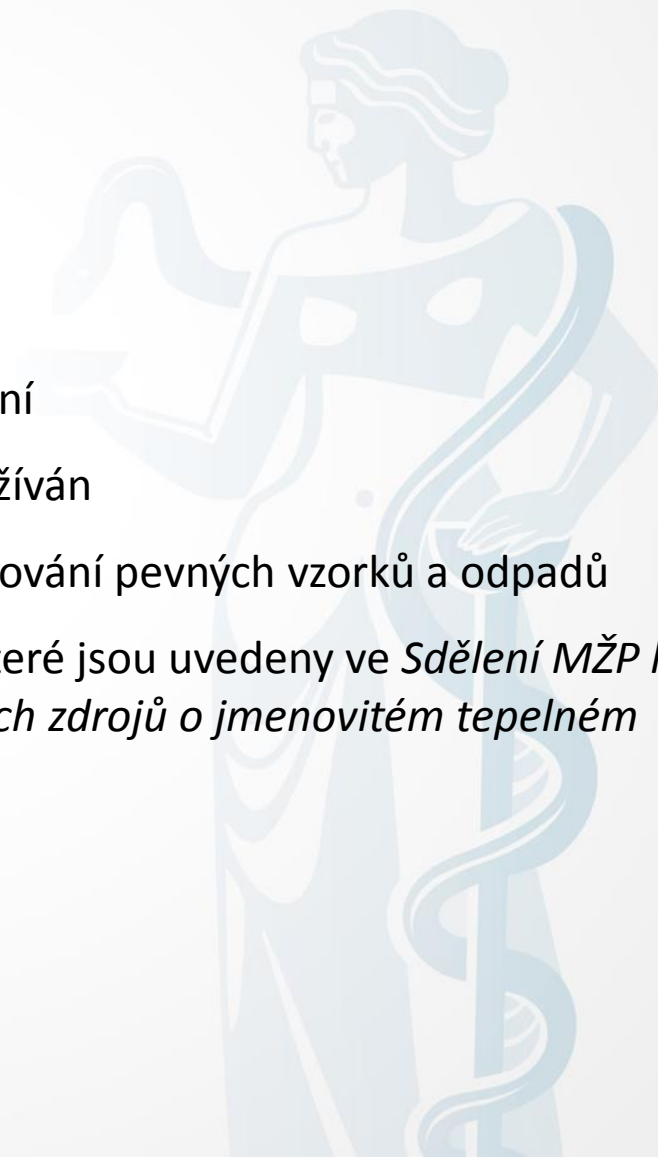 ní
žíván
ování pevných vzorků a odpadů
teré jsou uvedeny ve Sdělení MŽP
ch zdrojů o jmenovitém tepelném